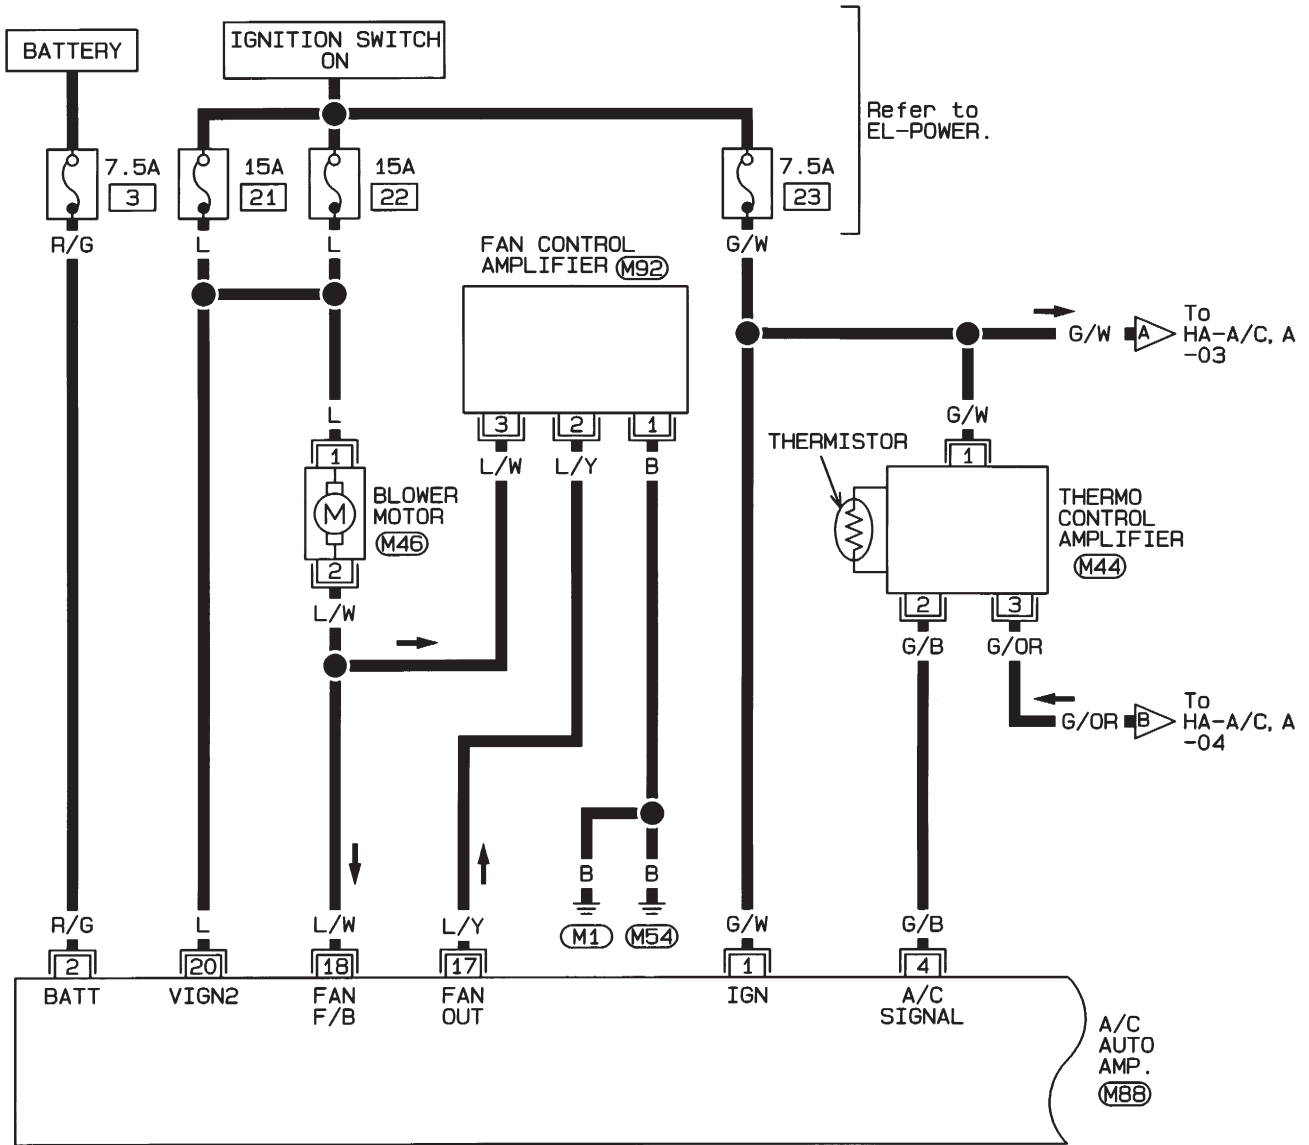 BATTERY
IGNITION SWITCH
ON
Refer to
EL-POWER.
7.5A
3
15A
21
15A
22
7.5A
23
R/G
L
L
G/W
FAN CONTROL
AMPLIFIER M92
3
2
1
L/W
L/Y
B
G/W
A
To
HA-A/C, A
-03
L
G/W
1
BLOWER
MOTOR
M46
M
2
L/W
THERMISTOR
1
THERMO
CONTROL
AMPLIFIER
M44
2
3
G/B
G/OR
G/OR
B
To
HA-A/C, A
-04
B
B
M1
M54
R/G
L
L/W
L/Y
G/W
G/B
2
20
18
17
1
4
BATT
VIGN2
FAN
F/B
FAN
OUT
IGN
A/C
SIGNAL
A/C
AUTO
AMP.
M88